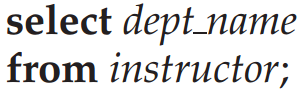 select dept_name
from instructor;